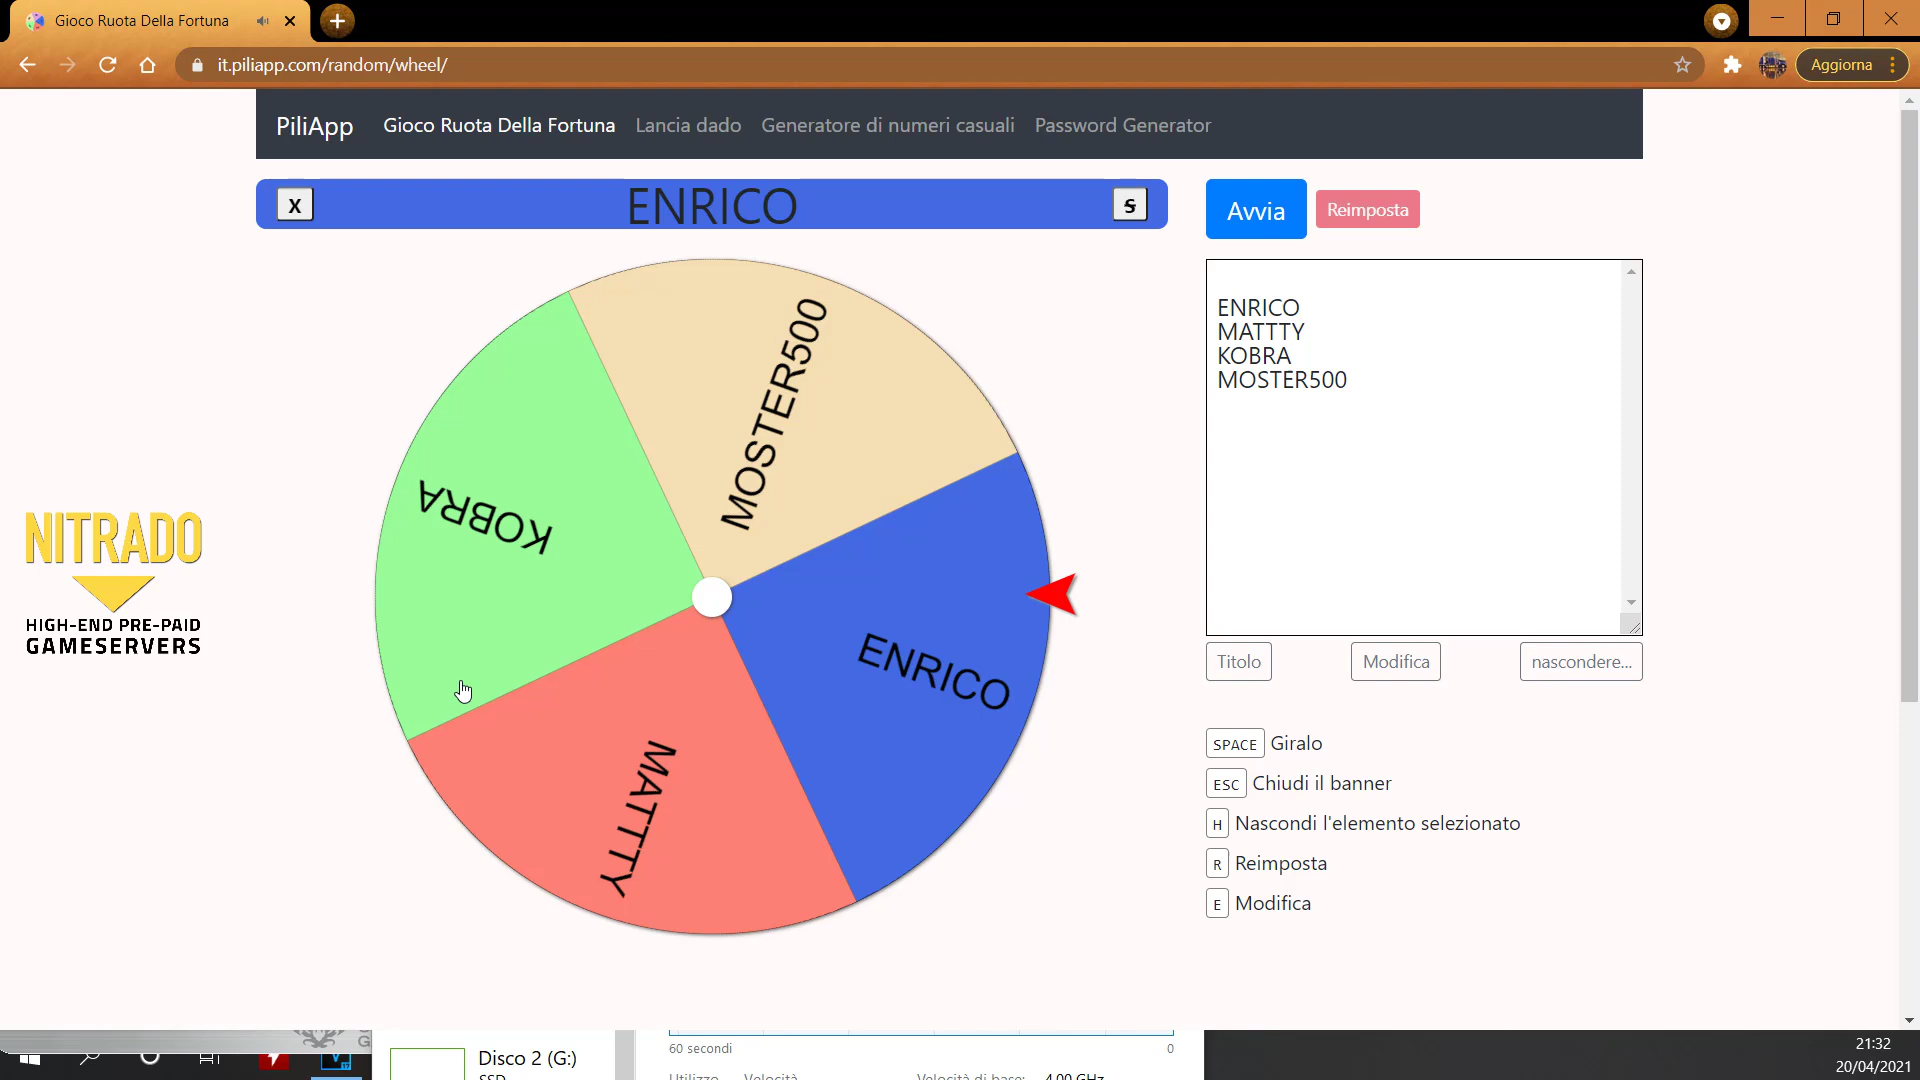 Gioco Ruota Della Fortuna
it.piliapp.com/random/wheel/
Aggiorna
PiliApp Gioco Ruota Della Fortuna Lancia dado Generatore di numeri casuali Password Generator
X ENRICO S
Avvia Reimposta
MOSTER500
KOBRA
ENRICO
MATTTY
ENRICO
MATTTY
KOBRA
MOSTER500
Titolo Modifica nascondere...
SPACE Giralo
ESC Chiudi il banner
H Nascondi l'elemento selezionato
R Reimposta
E Modifica
NITRADO
HIGH-END PRE-PAID
GAMESERVERS
Disco 2 (G:)
60 secondi 0
21:32
20/04/2021